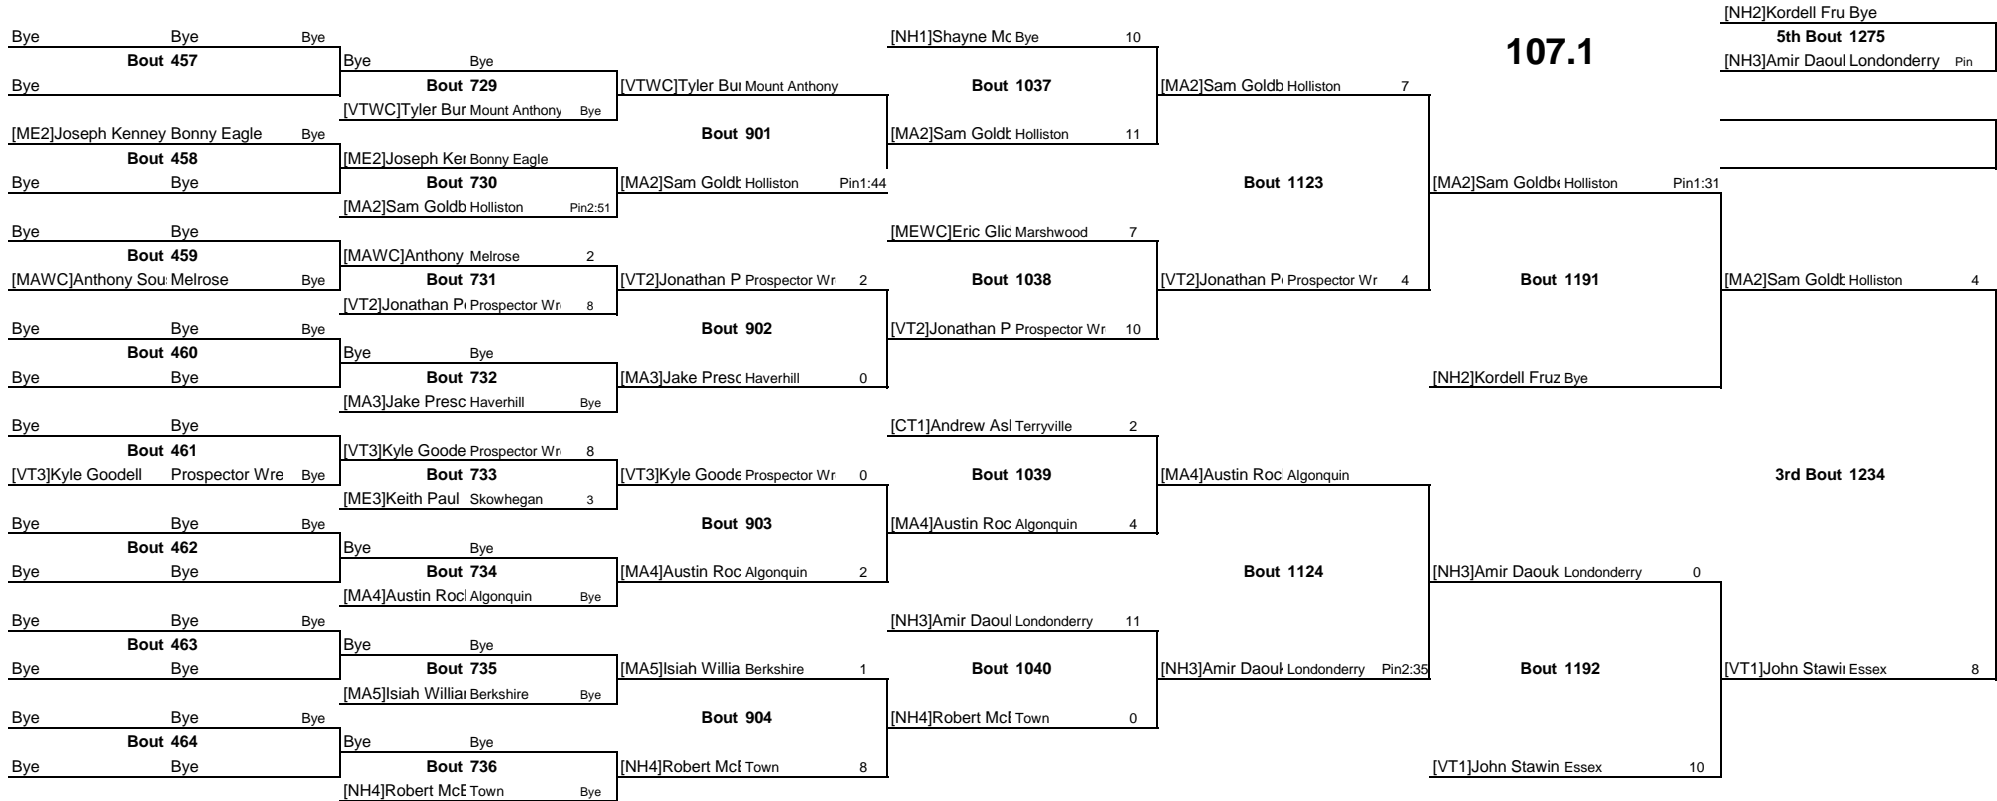 [NH2]Kordell Fru Bye
Bye Bye Bye [NH1]Shayne Mc Bye 10 107.1 5th Bout 1275
Bout 457 Bye Bye [NH3]Amir Daoul Londonderry Pin
Bye Bout 729 [VTWC]Tyler Bur Mount Anthony Bout 1037 [MA2]Sam Goldb Holliston 7
[VTWC]Tyler Bur Mount Anthony Bye
[ME2]Joseph Kenney Bonny Eagle Bye Bout 901 [MA2]Sam Goldb Holliston 11
Bout 458 [ME2]Joseph Ker Bonny Eagle
Bye Bye Bout 730 [MA2]Sam Goldb Holliston Pin1:44 Bout 1123 [MA2]Sam Goldbe Holliston Pin1:31
[MA2]Sam Goldb Holliston Pin2:51
Bye Bye [MEWC]Eric Glic Marshwood 7
Bout 459 [MAWC]Anthony Melrose 2
[MAWC]Anthony Sou Melrose Bye Bout 731 [VT2]Jonathan P Prospector Wr 2 Bout 1038 [VT2]Jonathan P Prospector Wr 4 Bout 1191 [MA2]Sam Goldb Holliston 4
[VT2]Jonathan P Prospector Wr 8
Bye Bye Bye Bout 902 [VT2]Jonathan P Prospector Wr 10
Bout 460 Bye Bye
Bye Bye Bout 732 [MA3]Jake Presc Haverhill 0 [NH2]Kordell Fruz Bye
[MA3]Jake Presc Haverhill Bye
Bye Bye [CT1]Andrew Asl Terryville 2
Bout 461 [VT3]Kyle Goode Prospector Wr 8
[VT3]Kyle Goodell Prospector Wre Bye Bout 733 [VT3]Kyle Goode Prospector Wr 0 Bout 1039 [MA4]Austin Roc Algonquin 3rd Bout 1234
[ME3]Keith Paul Skowhegan 3
Bye Bye Bye Bout 903 [MA4]Austin Roc Algonquin 4
Bout 462 Bye Bye
Bye Bye Bout 734 [MA4]Austin Roc Algonquin 2 Bout 1124 [NH3]Amir Daouk Londonderry 0
[MA4]Austin Rocl Algonquin Bye
Bye Bye Bye [NH3]Amir Daoul Londonderry 11
Bout 463 Bye Bye
Bye Bye Bout 735 [MA5]Isiah Willia Berkshire 1 Bout 1040 [NH3]Amir Daouk Londonderry Pin2:35 Bout 1192 [VT1]John Stawi Essex 8
[MA5]Isiah Williar Berkshire Bye
Bye Bye Bye Bout 904 [NH4]Robert McE Town 0
Bout 464 Bye Bye
Bye Bye Bout 736 [NH4]Robert McE Town 8 [VT1]John Stawin Essex 10
[NH4]Robert McE Town Bye